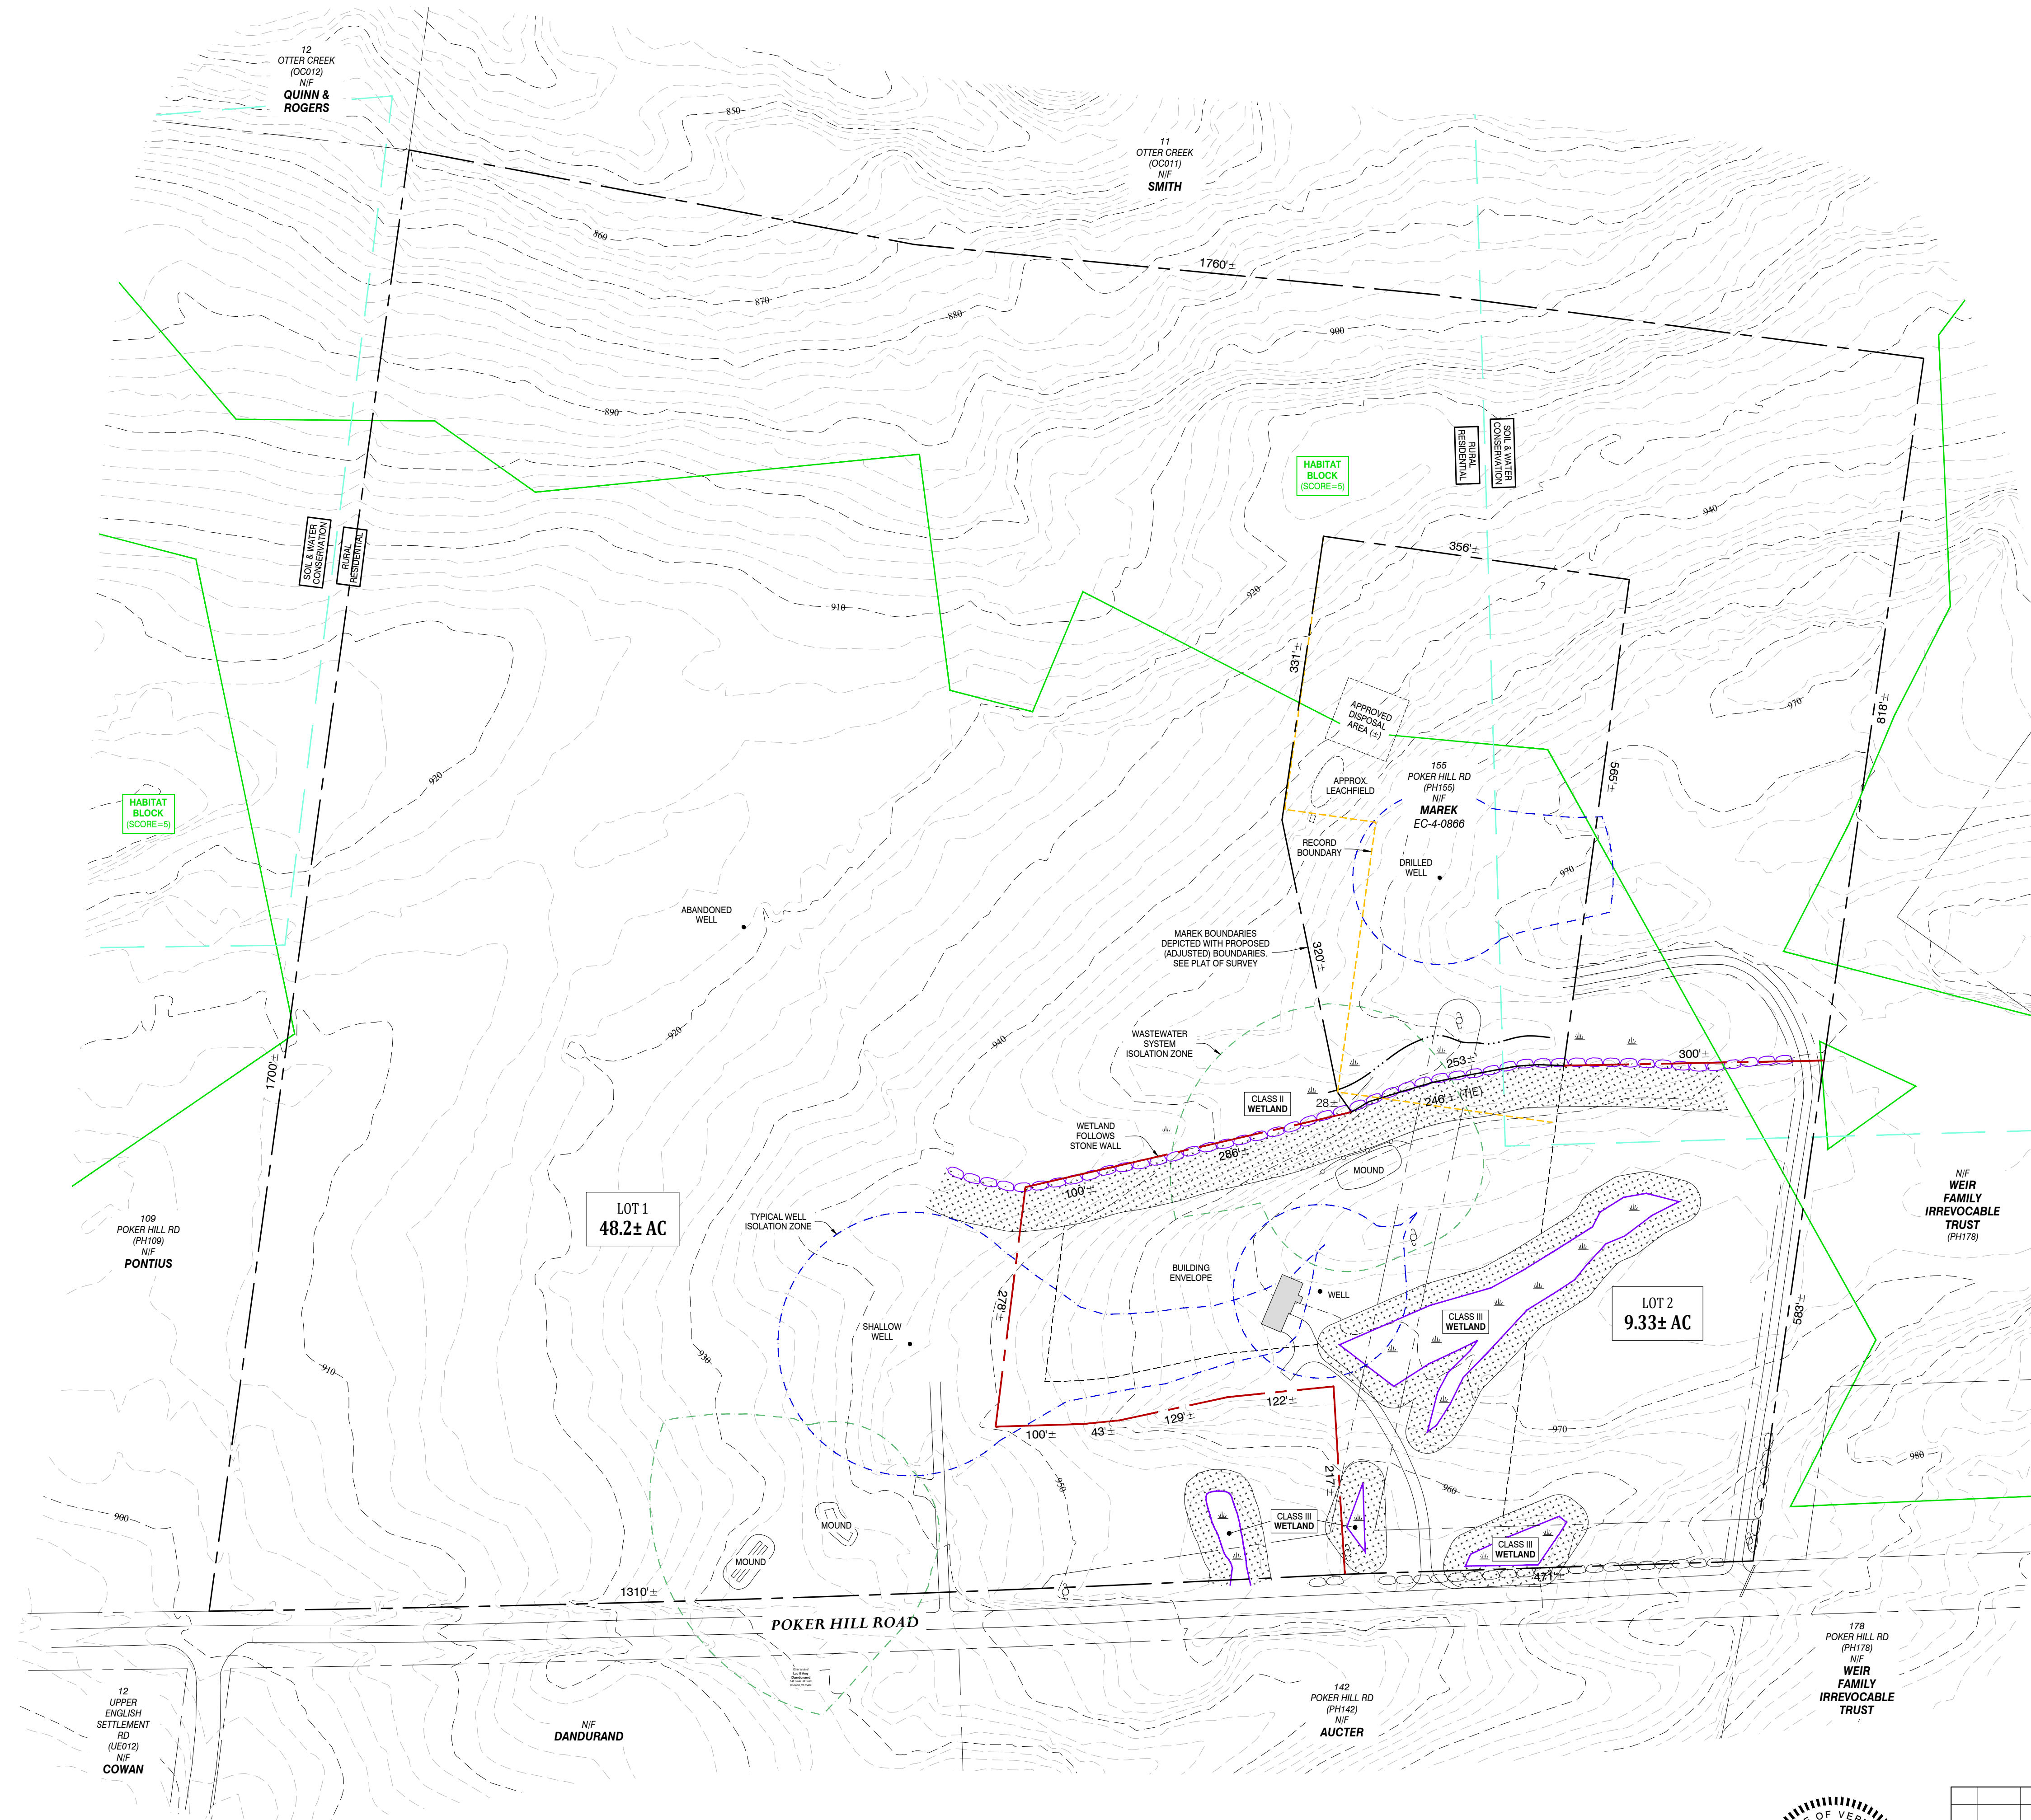 12
OTTER CREEK
(OC012)
N/F
QUINN &
ROGERS
850
11
OTTER CREEK
(OC011)
N/F
SMITH
860
1760'±
870
880
900
890
HABITAT
BLOCK
(SCORE=5)
RURAL
RESIDENTIAL
SOIL & WATER
CONSERVATION
940
SOIL & WATER
CONSERVATION
RURAL
RESIDENTIAL
356'±
920
910
331'±
970
818'±
APPROVED
DISPOSAL
AREA (±)
920
HABITAT
BLOCK
(SCORE=5)
APPROX.
LEACHFIELD
155
POKER HILL RD
(PH155)
N/F
MAREK
EC-4-0866
565'±
RECORD
BOUNDARY
DRILLED
WELL
970
ABANDONED
WELL
MAREK BOUNDARIES
DEPICTED WITH PROPOSED
(ADJUSTED) BOUNDARIES.
SEE PLAT OF SURVEY
320'±
920
940
WASTEWATER
SYSTEM
ISOLATION ZONE
1700'±
253'±
300'±
CLASS II
WETLAND
28'±
246'± (TIE)
WETLAND
FOLLOWS
STONE WALL
286'±
MOUND
100'±
N/F
WEIR
FAMILY
IRREVOCABLE
TRUST
(PH178)
109
POKER HILL RD
(PH109)
N/F
PONTIUS
LOT 1
48.2± AC
TYPICAL WELL
ISOLATION ZONE
BUILDING
ENVELOPE
278'±
WELL
CLASS III
WETLAND
LOT 2
9.33± AC
583'±
SHALLOW
WELL
930
910
122'±
129'±
43'±
100'±
970
980
217'±
950
960
900
MOUND
CLASS III
WETLAND
CLASS III
WETLAND
MOUND
471'±
1310'±
POKER HILL ROAD
178
POKER HILL RD
(PH178)
N/F
WEIR
FAMILY
IRREVOCABLE
TRUST
12
UPPER
ENGLISH
SETTLEMENT
RD
(UE012)
N/F
COWAN
N/F
DANDURAND
142
POKER HILL RD
(PH142)
N/F
AUCTER
OF VER